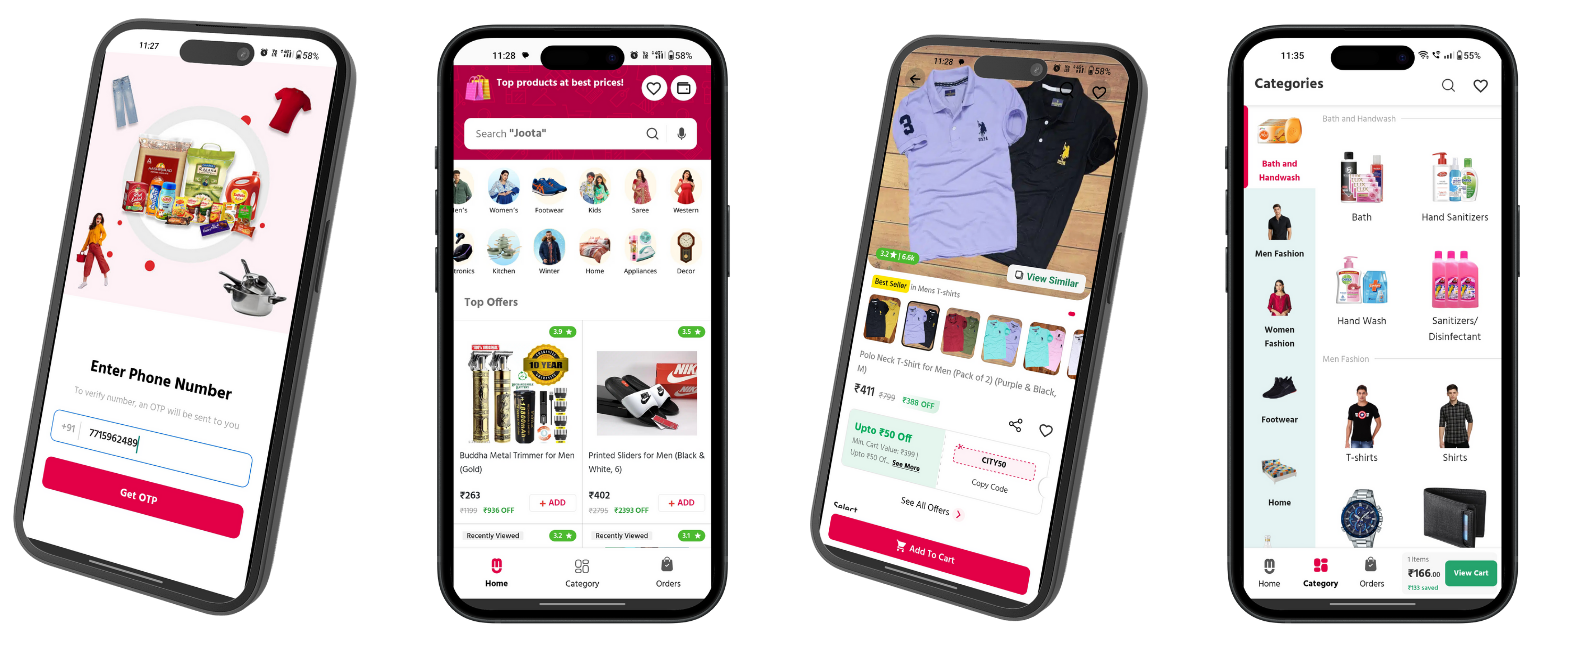 11:27
58%
Enter Phone Number
To verify number, an OTP will be sent to you
+91 7715962489
Get OTP
11:28
58%
Top products at best prices!
Search "Joota"
en's
Women's
Footwear
Kids
Saree
Western
tronics
Kitchen
Winter
Home
Appliances
Decor
Top Offers
3.9 ★
3.5 ★
10 YEAR
NIK
Buddha Metal Trimmer for Men
(Gold)
Printed Sliders for Men (Black &
White, 6)
₹263
₹1199 ₹936 OFF
+ ADD
₹402
₹2795 ₹2393 OFF
+ ADD
Recently Viewed
3.2 ★
Recently Viewed
3.1 ★
Home
Category
Orders
11:28
58%
3
3.2 ★ | 6.6k
View Similar
Best Seller in Mens T-shirts
Polo Neck T-Shirt for Men (Pack of 2) (Purple & Black,
M)
₹411 ₹799 ₹388 OFF
Upto ₹50 Off
Min. Cart Value: ₹399 |
Upto ₹50 Of... See More
CITY50
Copy Code
See All Offers
Select
Add To Cart
11:35
55%
Categories
Bath and
Handwash
Men Fashion
Women
Fashion
Footwear
Home
Bath and Handwash
Bath
Hand Sanitizers
Hand Wash
Sanitizers/
Disinfectant
Men Fashion
T-shirts
Shirts
Home
Category
Orders
1 Items
₹166.00
₹133 saved
View Cart